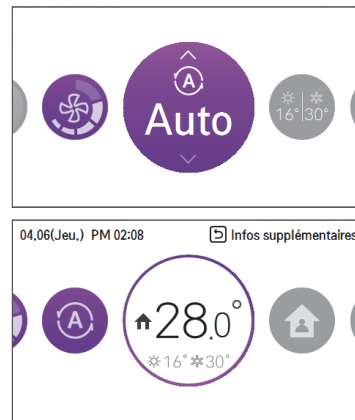 A
Auto
16° 30°
04.06(Jeu.) PM 02:08
Infos supplémentaires
A
28.0°
16° 30°